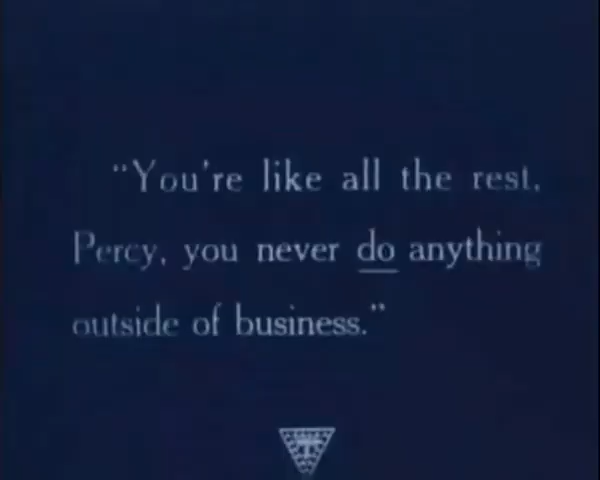 "You're like all the rest,
Percy, you never do anything
outside of business."